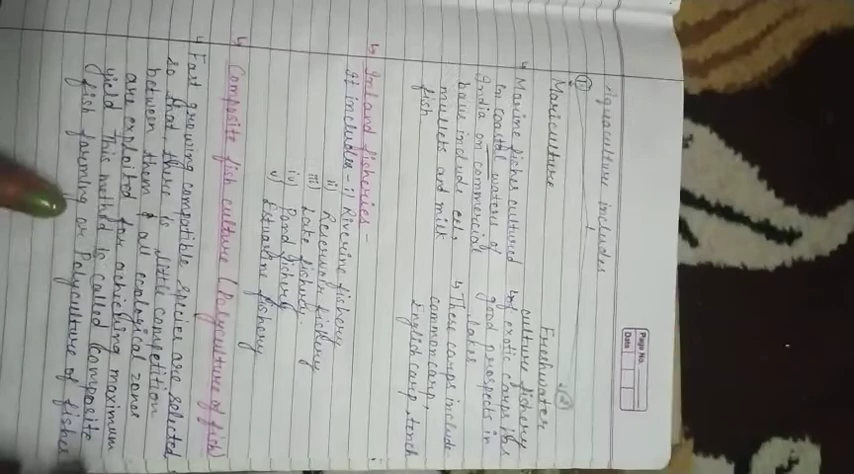 Page No.
Date
Aquaculture includes
①
②
Mariculture
Freshwater
culture fishery
↳ Marine fishes cultured
in coastal waters of
India on commercial
basis include eel,
mullets and milk
fish
↳ exotic carps has
good prospects in
lakes
↳ These carps include
common carp,
English carp, tench
↳ Inland fisheries -
It includes - i) Riverine fishery
ii) Reservoir fishery
iii) Lake fishery.
iv) Pond fishery
v) Estuarine fishery
↳ Composite fish culture (Polyculture of fish)
↳ Fast growing compatible species are selected
so that there is little competition
between them & all ecological zones
are exploited for achieving maximum
yield This method is called Composite
(fish farming or Polyculture of fishes